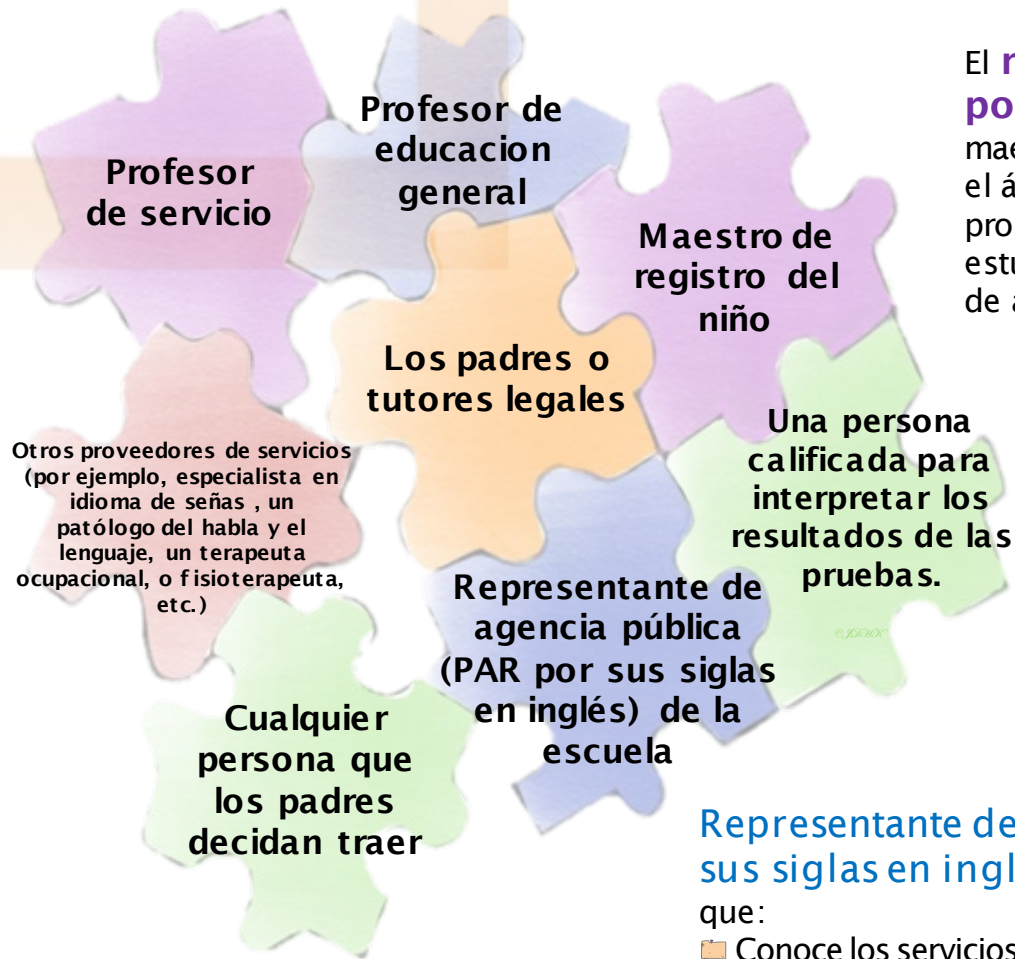 Profesor
de servicio
Profesor de
educacion
general
Maestro de
registro del
niño
Los padres o
tutores legales
Otros proveedores de servicios
(por ejemplo, especialista en
idioma de señas , un
patólogo del habla y el
lenguaje, un terapeuta
ocupacional, o fisioterapeuta,
etc.)
Una persona
calificada para
interpretar los
resultados de las
pruebas.
Representante de
agencia pública
(PAR por sus siglas
en inglés) de la
escuela
Cualquier
persona que
los padres
decidan traer
El
po
mae
el á
pro
estu
de a
Representante de
sus siglas en ingl
que:
Conoce los servicios